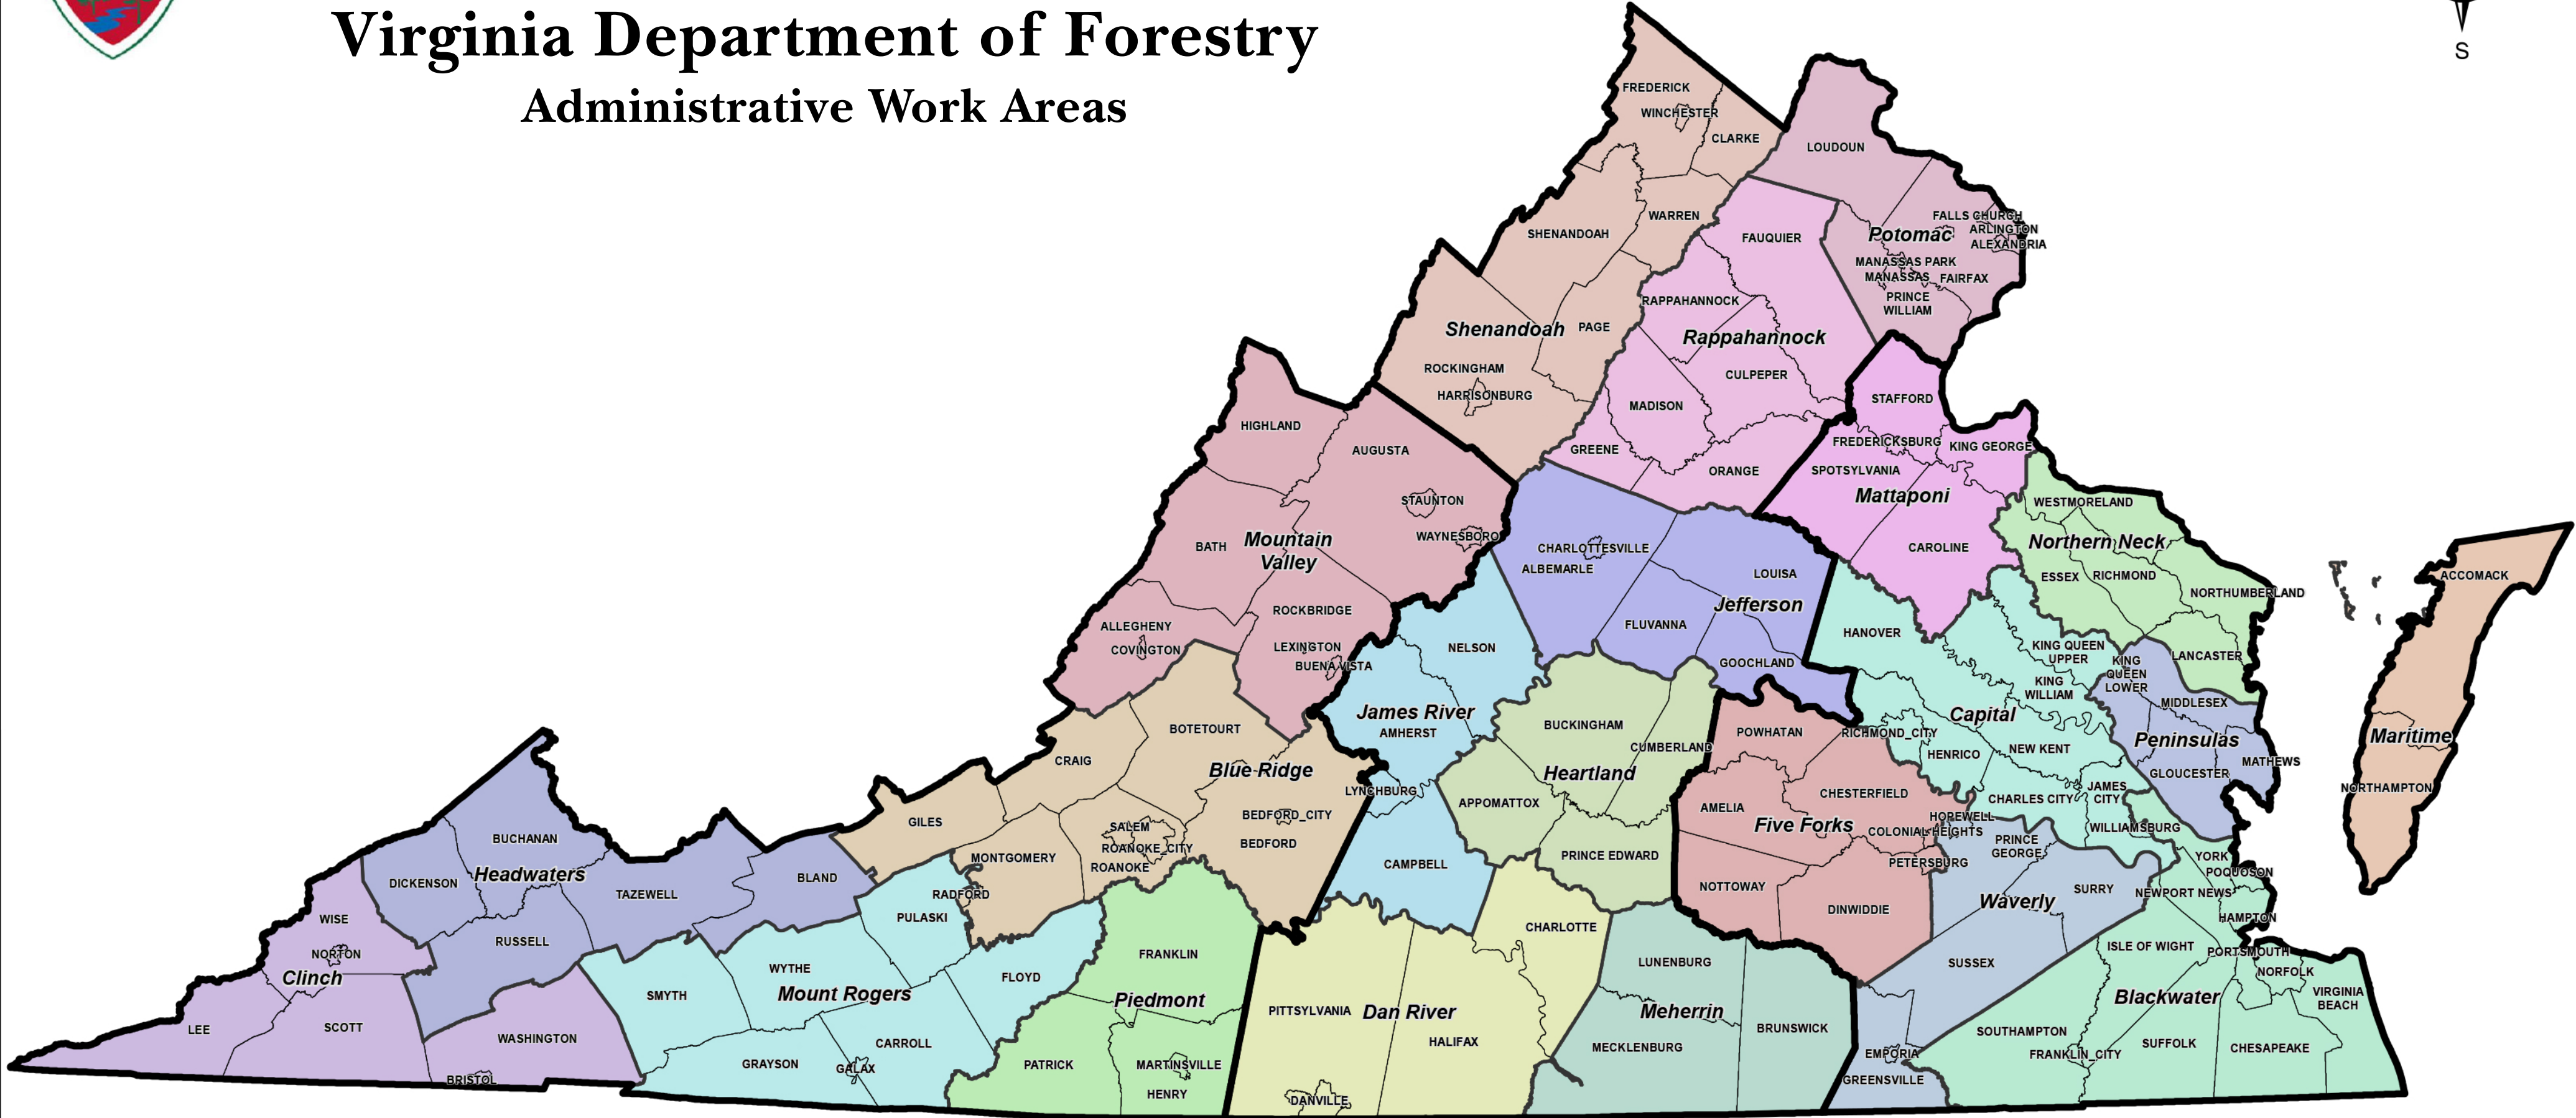 Virginia Department of Forestry
Administrative Work Areas
S
FREDERICK
WINCHESTER
CLARKE
LOUDOUN
WARREN
SHENANDOAH
FAUQUIER
FALLS CHURCH
ARLINGTON
ALEXANDRIA
Potomac
MANASSAS PARK
MANASSAS
FAIRFAX
PRINCE
WILLIAM
RAPPAHANNOCK
Shenandoah
PAGE
Rappahannock
ROCKINGHAM
HARRISONBURG
CULPEPER
MADISON
STAFFORD
HIGHLAND
AUGUSTA
GREENE
ORANGE
FREDERICKSBURG
KING GEORGE
SPOTSYLVANIA
Mattaponi
STAUNTON
WAYNESBORO
WESTMORELAND
BATH
Mountain
Valley
CHARLOTTESVILLE
ALBEMARLE
LOUISA
CAROLINE
Northern Neck
ESSEX
RICHMOND
NORTHUMBERLAND
ACCOMACK
ROCKBRIDGE
Jefferson
ALLEGHENY
COVINGTON
LEXINGTON
BUENA VISTA
NELSON
FLUVANNA
GOOCHLAND
HANOVER
KING QUEEN
UPPER
KING
QUEEN
LOWER
LANCASTER
KING
WILLIAM
MIDDLESEX
BOTETOURT
James River
AMHERST
BUCKINGHAM
CUMBERLAND
POWHATAN
RICHMOND_CITY
Capital
HENRICO
NEW KENT
Peninsulas
MATHEWS
GLOUCESTER
Maritime
NORTHAMPTON
CRAIG
Blue Ridge
LYNCHBURG
Heartland
APPOMATTOX
AMELIA
CHESTERFIELD
Five Forks
CHARLES CITY
JAMES
CITY
HOPEWELL
COLONIAL HEIGHTS
WILLIAMSBURG
GILES
SALEM
ROANOKE_CITY
ROANOKE
BEDFORD_CITY
BEDFORD
MONTGOMERY
PRINCE EDWARD
PETERSBURG
PRINCE
GEORGE
YORK
POQUOSON
BUCHANAN
Headwaters
DICKENSON
TAZEWELL
BLAND
RADFORD
PULASKI
CAMPBELL
NOTTOWAY
DINWIDDIE
Waverly
SURRY
NEWPORT NEWS
HAMPTON
WISE
NORTON
RUSSELL
FRANKLIN
CHARLOTTE
LUNENBURG
SUSSEX
ISLE OF WIGHT
PORTSMOUTH
NORFOLK
VIRGINIA
BEACH
Clinch
WYTHE
Mount Rogers
SMYTH
FLOYD
Piedmont
PITTSYLVANIA
Dan River
HALIFAX
Meherrin
BRUNSWICK
MECKLENBURG
Blackwater
SOUTHAMPTON
FRANKLIN_CITY
SUFFOLK
CHESAPEAKE
EMPORIA
GREENSVILLE
LEE
SCOTT
WASHINGTON
BRISTOL
GRAYSON
CARROLL
GALAX
PATRICK
MARTINSVILLE
HENRY
DANVILLE